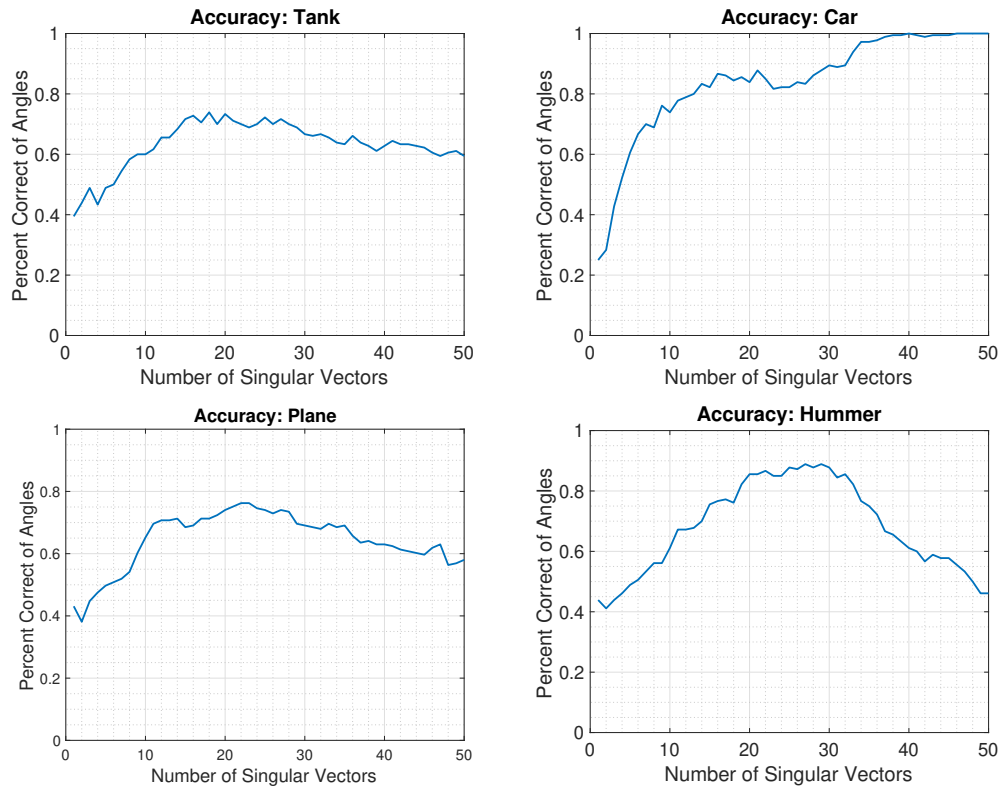 Accuracy: Tank
Percent Correct of Angles
1
0.8
0.6
0.4
0.2
0
0 10 20 30 40 50
Number of Singular Vectors
Accuracy: Car
Percent Correct of Angles
1
0.8
0.6
0.4
0.2
0
0 10 20 30 40 50
Number of Singular Vectors
Accuracy: Plane
Percent Correct of Angles
1
0.8
0.6
0.4
0.2
0
0 10 20 30 40 50
Number of Singular Vectors
Accuracy: Hummer
Percent Correct of Angles
1
0.8
0.6
0.4
0.2
0
0 10 20 30 40 50
Number of Singular Vectors